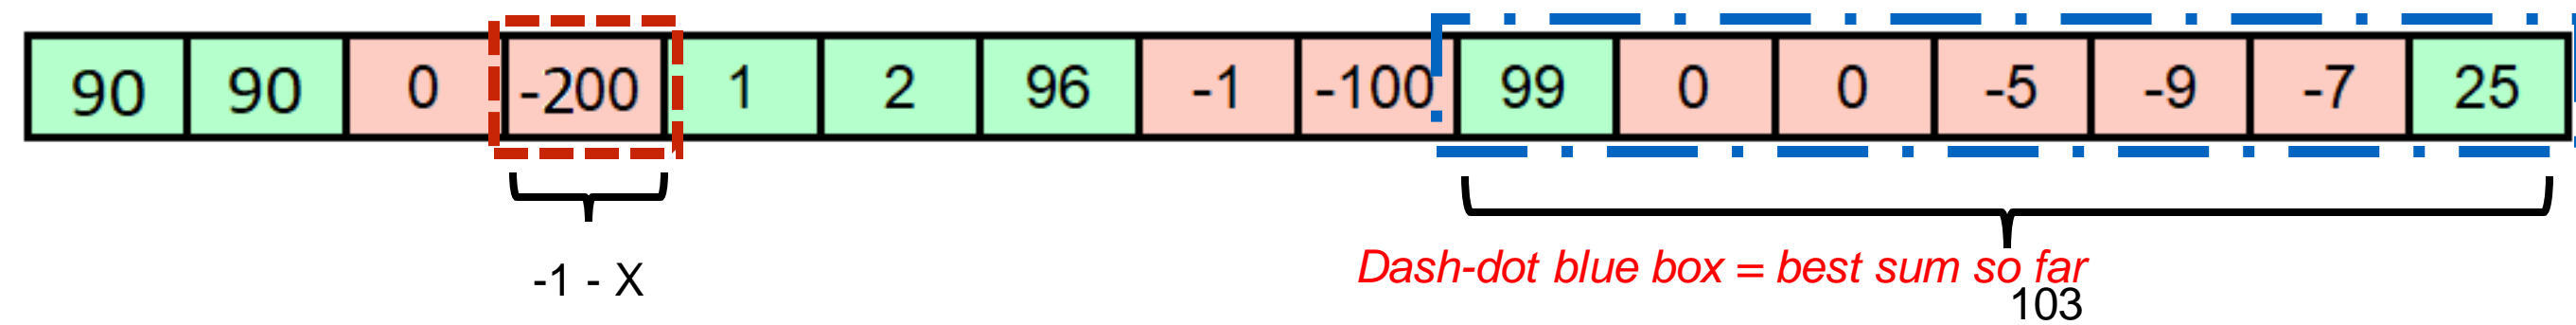 90 90 0 -200 1 2 96 -1 -100 99 0 0 -5 -9 -7 25
-1 - X
Dash-dot blue box = best sum so far
103